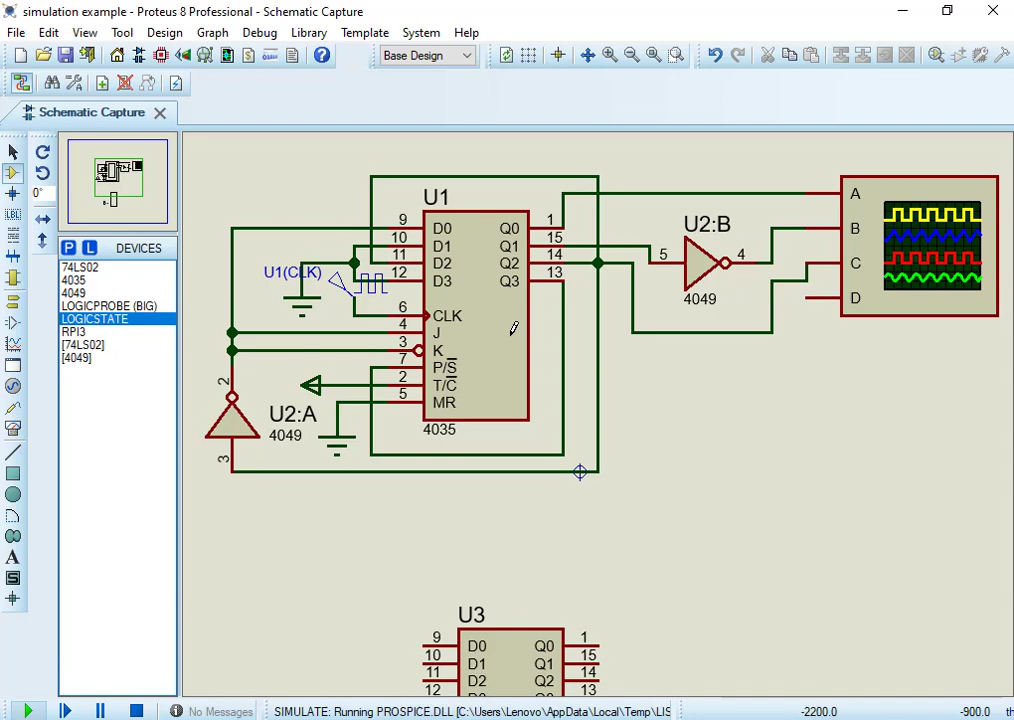 simulation example - Proteus 8 Professional - Schematic Capture
File Edit View Tool Design Graph Debug Library Template System Help
Base Design
Schematic Capture
0°
P L DEVICES
74LS02
4035
4049
LOGICPROBE (BIG)
LOGICSTATE
RPI3
[74LS02]
[4049]
U1
9 D0 Q0 1
10 D1 Q1 15
11 D2 Q2 14
12 D3 Q3 13
6 CLK
4 J
3 K
7 P/S
2 T/C
5 MR
4035
U1(CLK)
2
U2:A
4049
3
U2:B
5 4
4049
A
B
C
D
U3
9 D0 Q0 1
10 D1 Q1 15
11 D2 Q2 14
12 13
No Messages SIMULATE: Running PROSPICE.DLL [C:\Users\Lenovo\AppData\Local\Temp\LIS -2200.0 -900.0 th